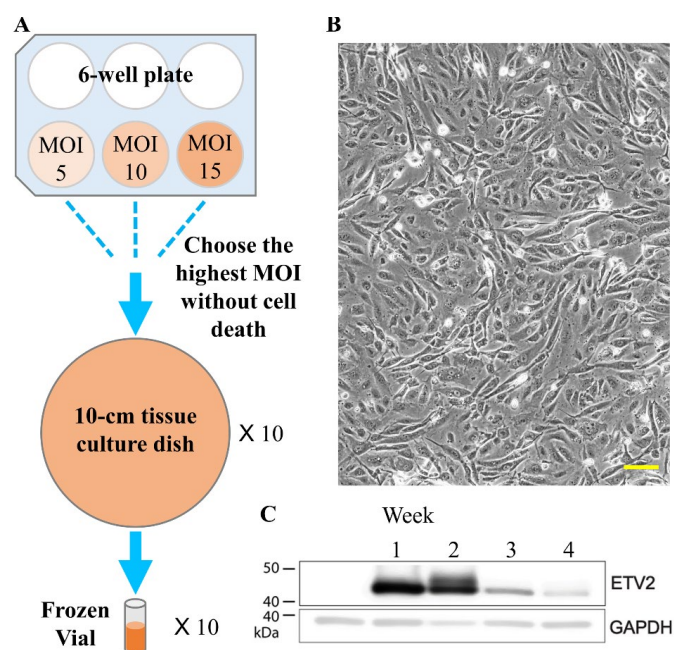 A
6-well plate
MOI
5
MOI
10
MOI
15
Choose the
highest MOI
without cell
death
10-cm tissue
culture dish
X 10
Frozen
Vial
X 10
B
C
Week
1 2 3 4
50
40
ETV2
40
kDa
GAPDH